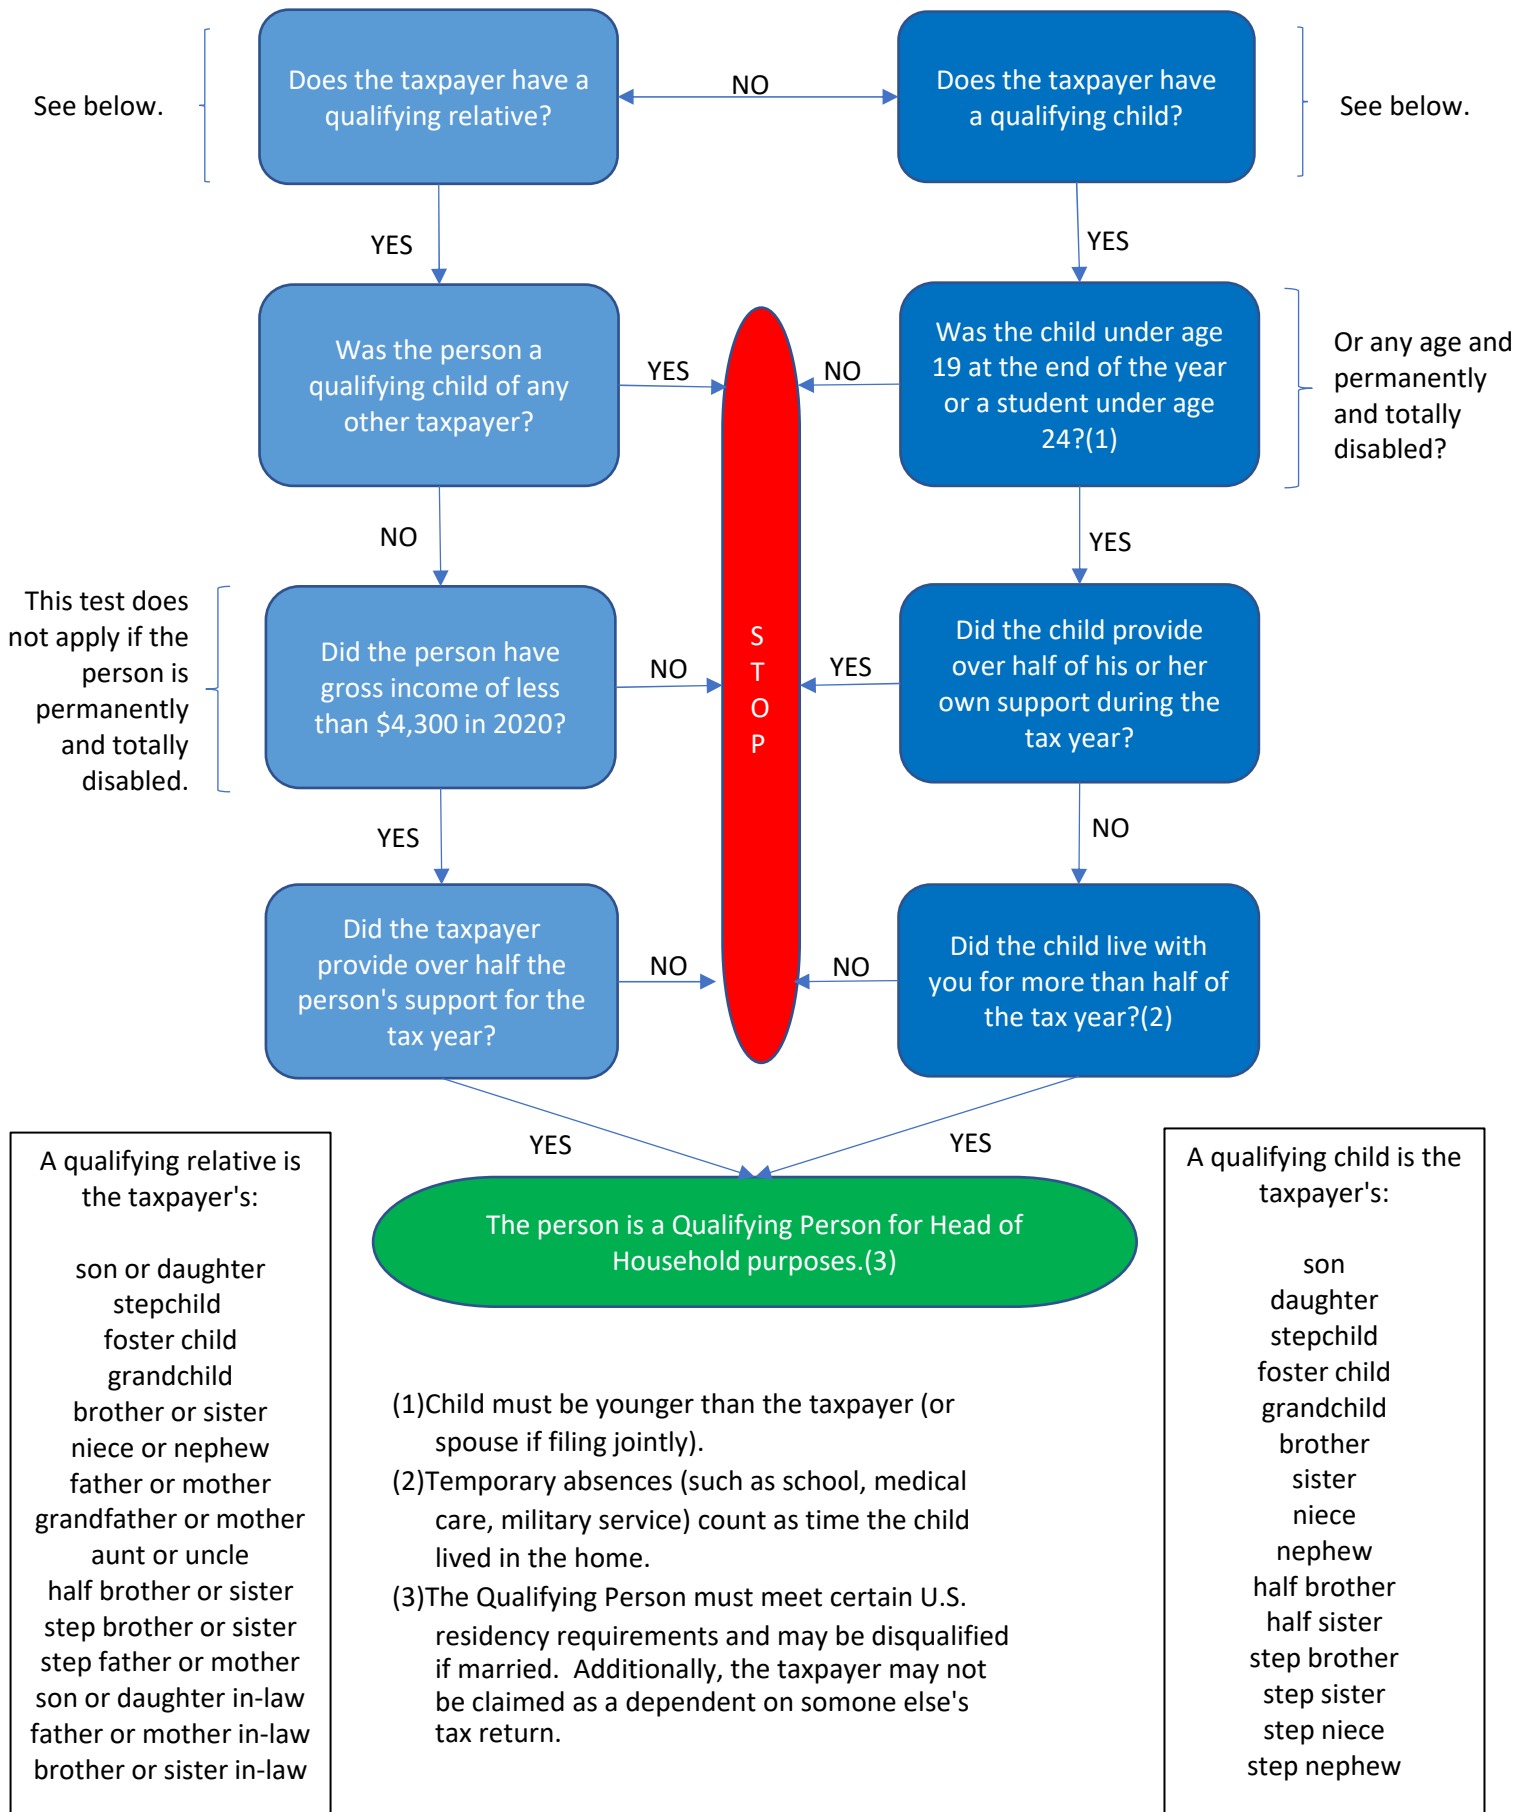 See below.
Does the taxpayer have a
qualifying relative?
NO
Does the taxpayer have
a qualifying child?
See below.
YES
YES
Was the person a
qualifying child of any
other taxpayer?
YES
NO
Was the child under age
19 at the end of the year
or a student under age
24?(1)
Or any age and
permanently
and totally
disabled?
NO
YES
This test does
not apply if the
person is
permanently
and totally
disabled.
Did the person have
gross income of less
than $4,300 in 2020?
NO
S
T
O
P
YES
Did the child provide
over half of his or her
own support during the
tax year?
YES
NO
Did the taxpayer
provide over half the
person's support for the
tax year?
NO
NO
Did the child live with
you for more than half of
the tax year?(2)
YES
YES
The person is a Qualifying Person for Head of
Household purposes.(3)
A qualifying relative is
the taxpayer's:
son or daughter
stepchild
foster child
grandchild
brother or sister
niece or nephew
father or mother
grandfather or mother
aunt or uncle
half brother or sister
step brother or sister
step father or mother
son or daughter in-law
father or mother in-law
brother or sister in-law
(1)Child must be younger than the taxpayer (or
spouse if filing jointly).
(2)Temporary absences (such as school, medical
care, military service) count as time the child
lived in the home.
(3)The Qualifying Person must meet certain U.S.
residency requirements and may be disqualified
if married.  Additionally, the taxpayer may not
be claimed as a dependent on somone else's
tax return.
A qualifying child is the
taxpayer's:
son
daughter
stepchild
foster child
grandchild
brother
sister
niece
nephew
half brother
half sister
step brother
step sister
step niece
step nephew